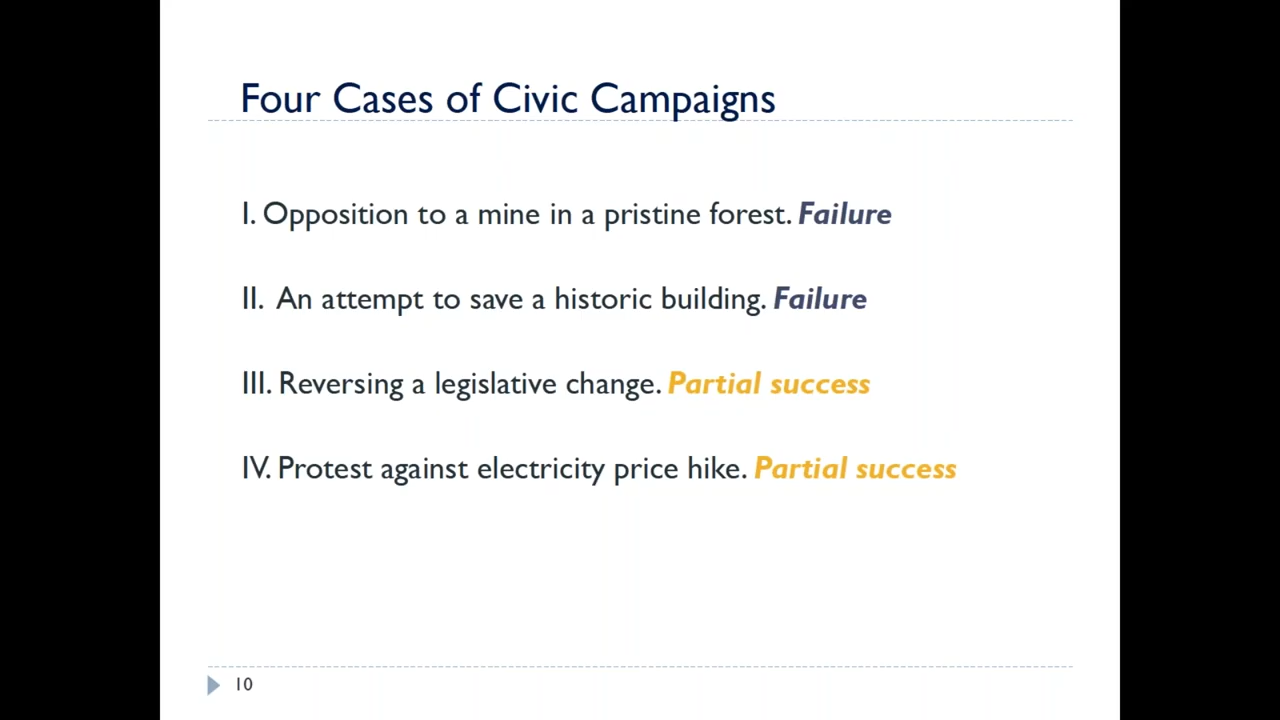 Four Cases of Civic Campaigns
I. Opposition to a mine in a pristine forest. Failure
II. An attempt to save a historic building. Failure
III. Reversing a legislative change. Partial success
IV. Protest against electricity price hike. Partial success
10